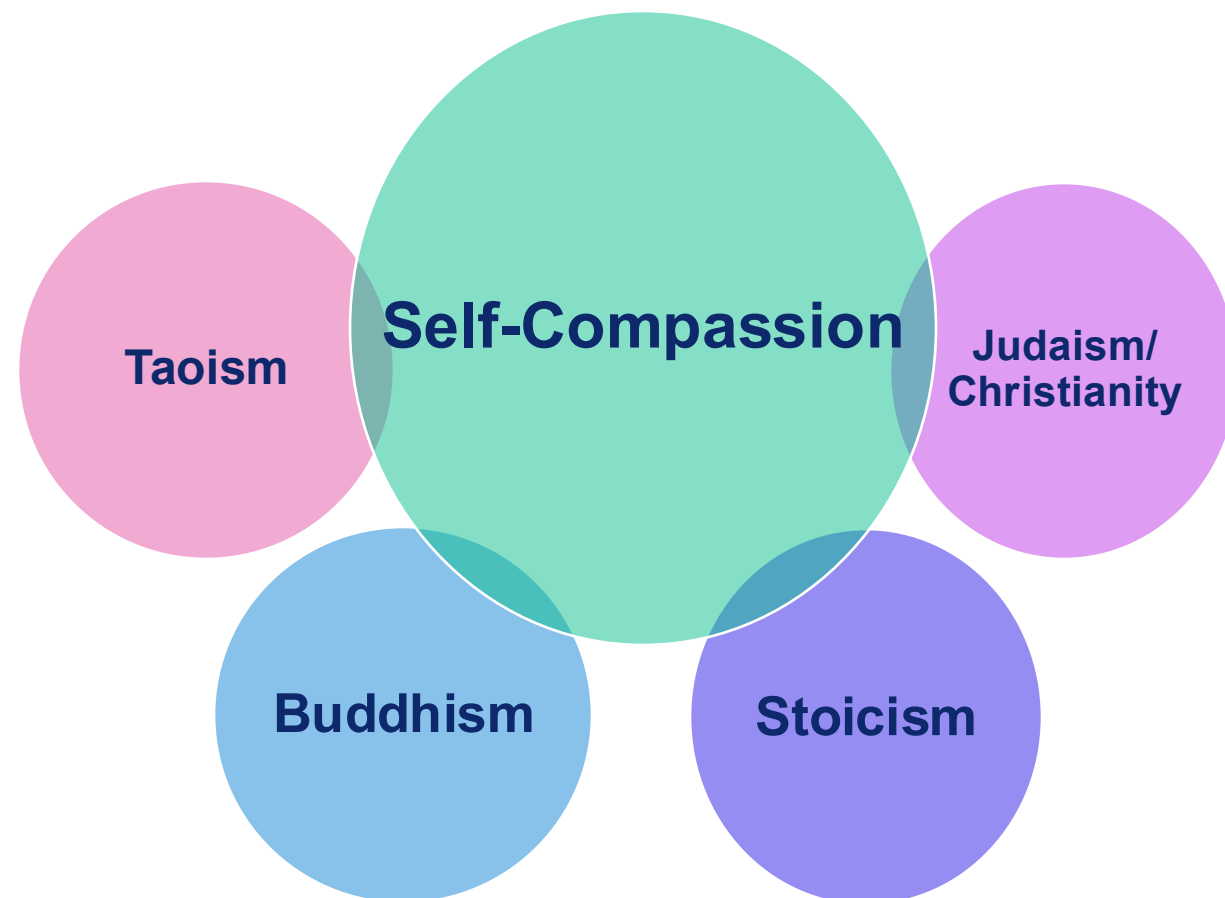 Self-Compassion
Taoism
Judaism/
Christianity
Buddhism
Stoicism